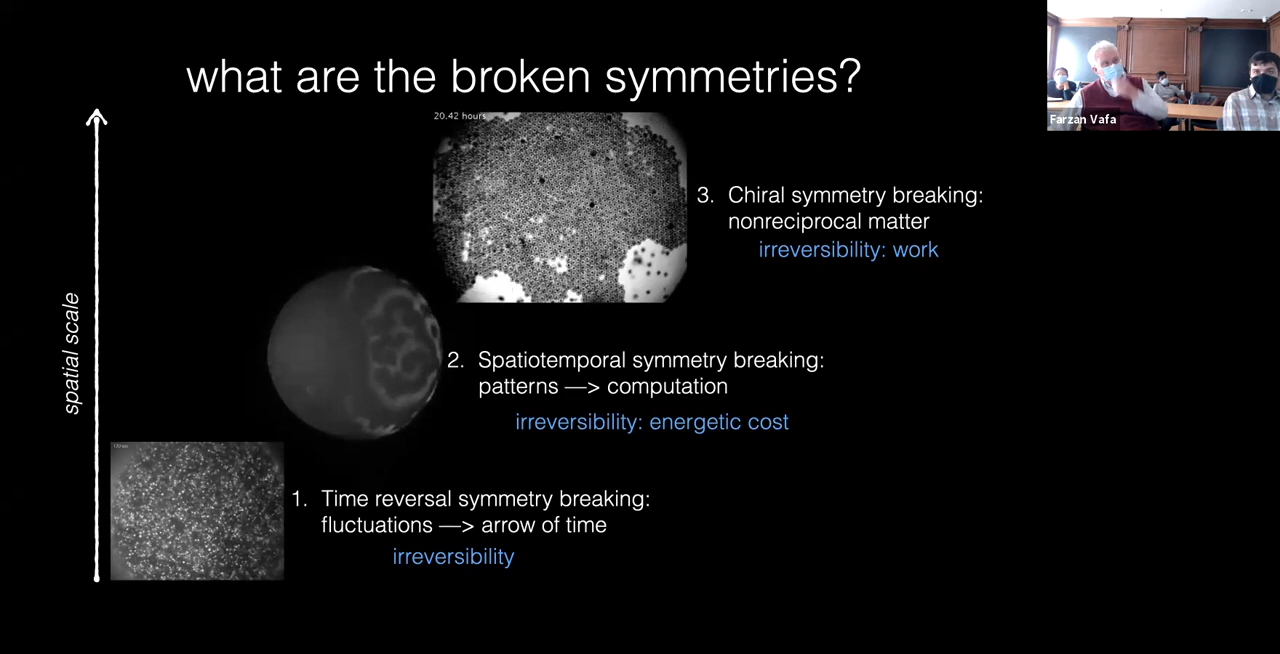 what are the broken symmetries?
Farzan Vafa
20.42 hours
3. Chiral symmetry breaking:
nonreciprocal matter
irreversibility: work
spatial scale
2. Spatiotemporal symmetry breaking:
patterns —> computation
irreversibility: energetic cost
1. Time reversal symmetry breaking:
fluctuations —> arrow of time
irreversibility